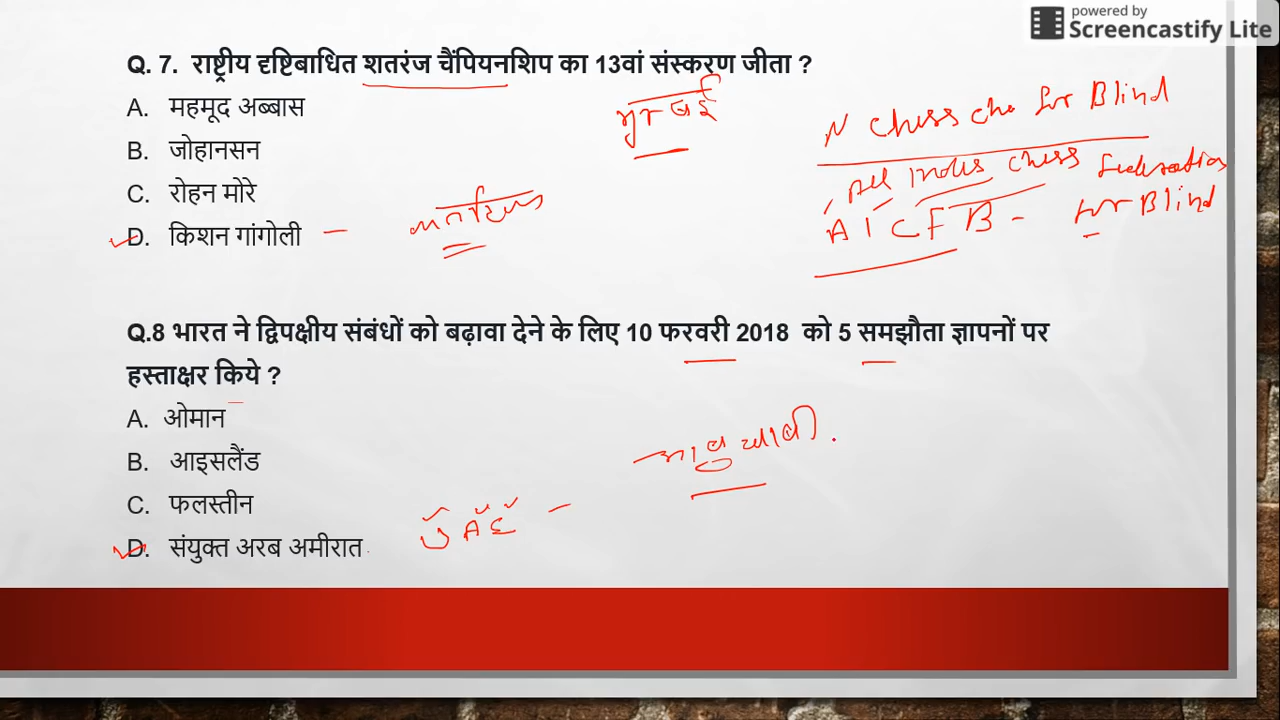 powered by
Screencastify Lite
Q. 7. राष्ट्रीय दृष्टिबाधित शतरंज चैंपियनशिप का 13वां संस्करण जीता ?
A. महमूद अब्बास
B. जोहानसन
C. रोहन मोरे
D. किशन गांगोली –
N Chess Cha for Blind
All India Chess Federation
AICFB - for Blind
Q.8 भारत ने द्विपक्षीय संबंधों को बढ़ावा देने के लिए 10 फरवरी 2018 को 5 समझौता ज्ञापनों पर
हस्ताक्षर किये ?
A. ओमान
B. आइसलैंड
C. फलस्तीन
D. संयुक्त अरब अमीरात
UAE –